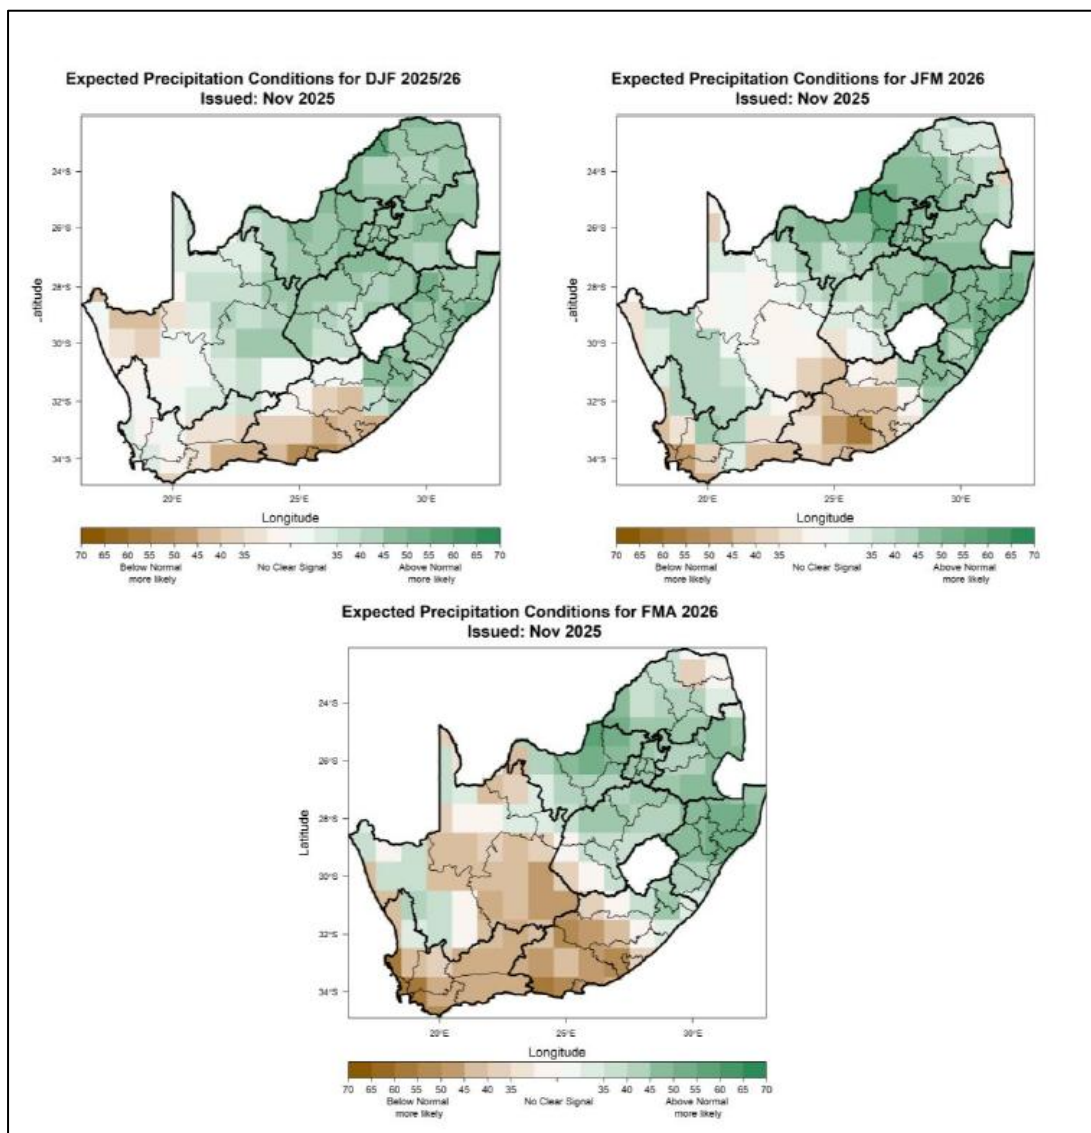 Expected Precipitation Conditions for DJF 2025/26
Issued: Nov 2025
24°S
26°S
28°S
30°S
32°S
34°S
Latitude
20°E
25°E
30°E
Longitude
70 65 60 55 50 45 40 35 35 40 45 50 55 60 65 70
Below Normal No Clear Signal Above Normal
more likely more likely
Expected Precipitation Conditions for JFM 2026
Issued: Nov 2025
24°S
26°S
28°S
30°S
32°S
34°S
Latitude
20°E
25°E
30°E
Longitude
70 65 60 55 50 45 40 35 35 40 45 50 55 60 65 70
Below Normal No Clear Signal Above Normal
more likely more likely
Expected Precipitation Conditions for FMA 2026
Issued: Nov 2025
24°S
26°S
28°S
30°S
32°S
34°S
Latitude
20°E
25°E
30°E
Longitude
70 65 60 55 50 45 40 35 35 40 45 50 55 60 65 70
Below Normal No Clear Signal Above Normal
more likely more likely